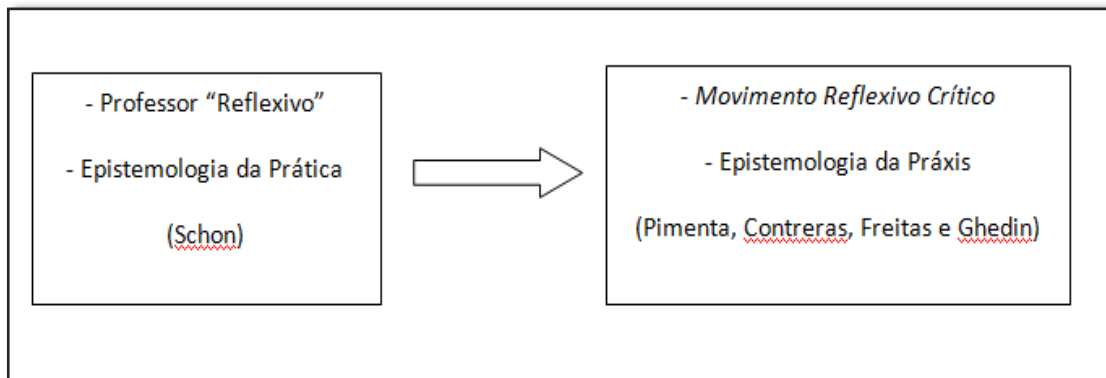 - Professor “Reflexivo”
- Epistemologia da Prática
(Schon)
- Movimento Reflexivo Crítico
- Epistemologia da Práxis
(Pimenta, Contreras, Freitas e Ghedin)